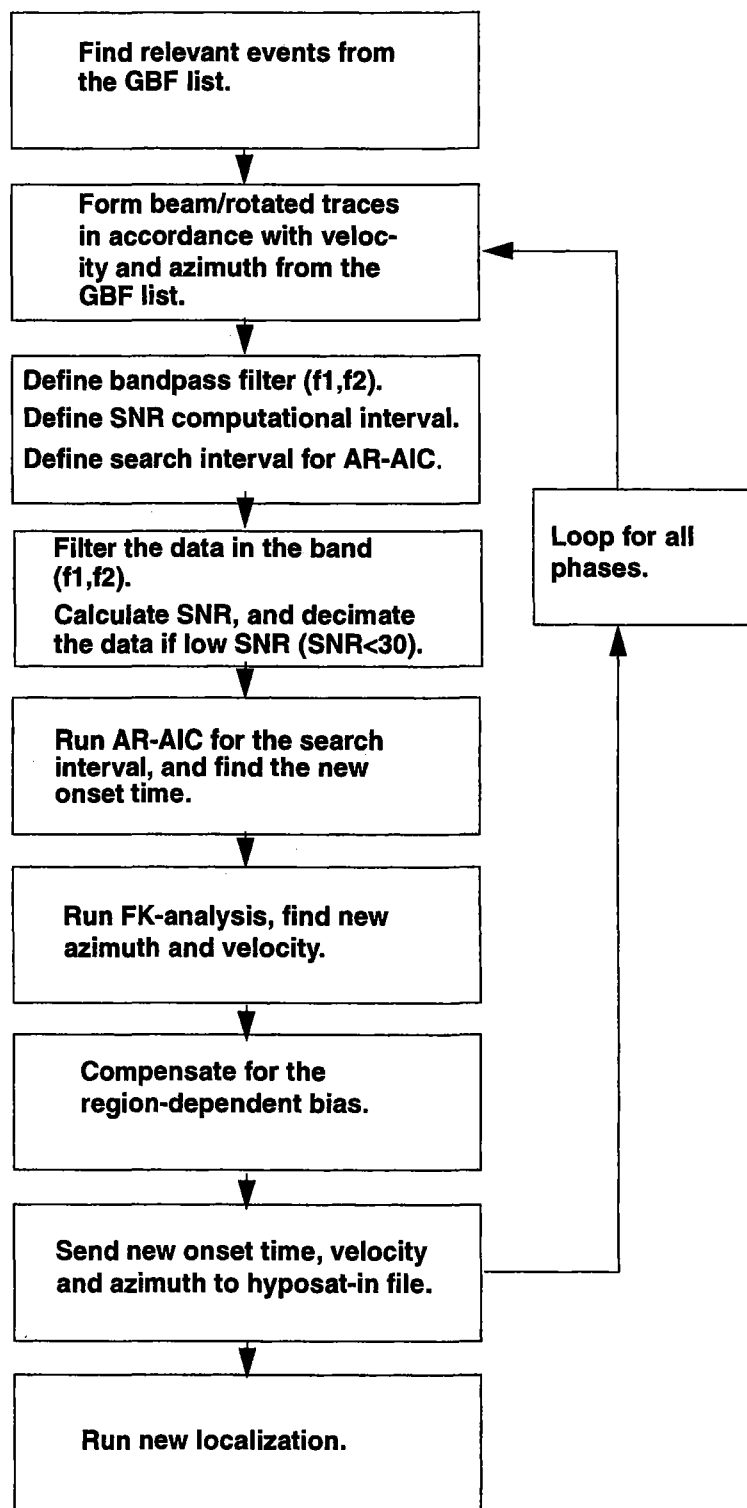 Find relevant events from
the GBF list.
Form beam/rotated traces
in accordance with veloc-
ity and azimuth from the
GBF list.
Define bandpass filter (f1,f2).
Define SNR computational interval.
Define search interval for AR-AIC.
Filter the data in the band
(f1,f2).
Calculate SNR, and decimate
the data if low SNR (SNR<30).
Loop for all
phases.
Run AR-AIC for the search
interval, and find the new
onset time.
Run FK-analysis, find new
azimuth and velocity.
Compensate for the
region-dependent bias.
Send new onset time, velocity
and azimuth to hyposat-in file.
Run new localization.